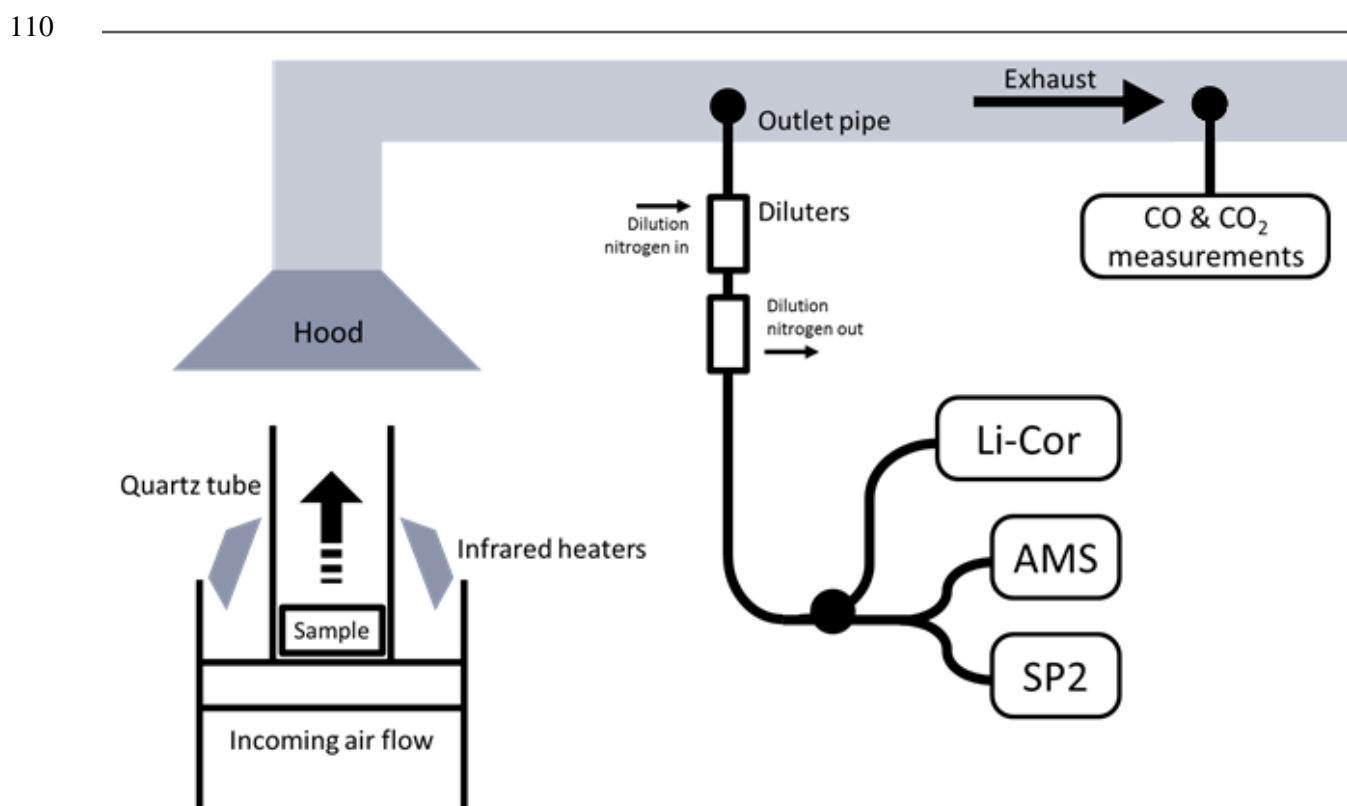 110
Exhaust
Outlet pipe
Dilution
nitrogen in
Diluters
CO & CO₂
measurements
Dilution
nitrogen out
Hood
Li-Cor
Quartz tube
Infrared heaters
AMS
Sample
SP2
Incoming air flow